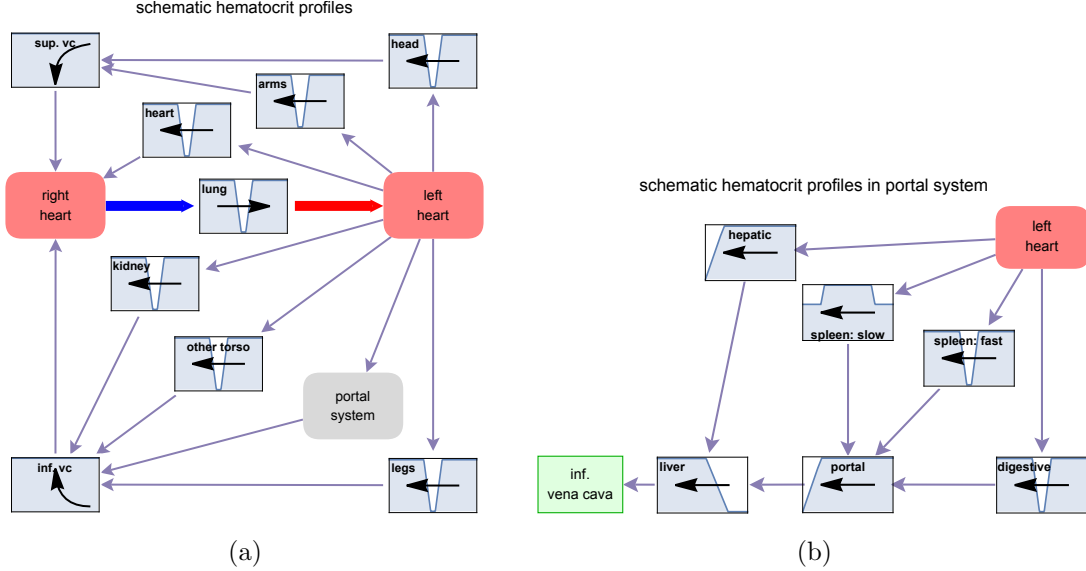 schematic hematocrit profiles
sup. vc
head
arms
heart
right
heart
lung
left
heart
kidney
other torso
portal
system
inf. vc
legs
(a)
schematic hematocrit profiles in portal system
left
heart
hepatic
spleen: slow
spleen: fast
inf.
vena cava
liver
portal
digestive
(b)